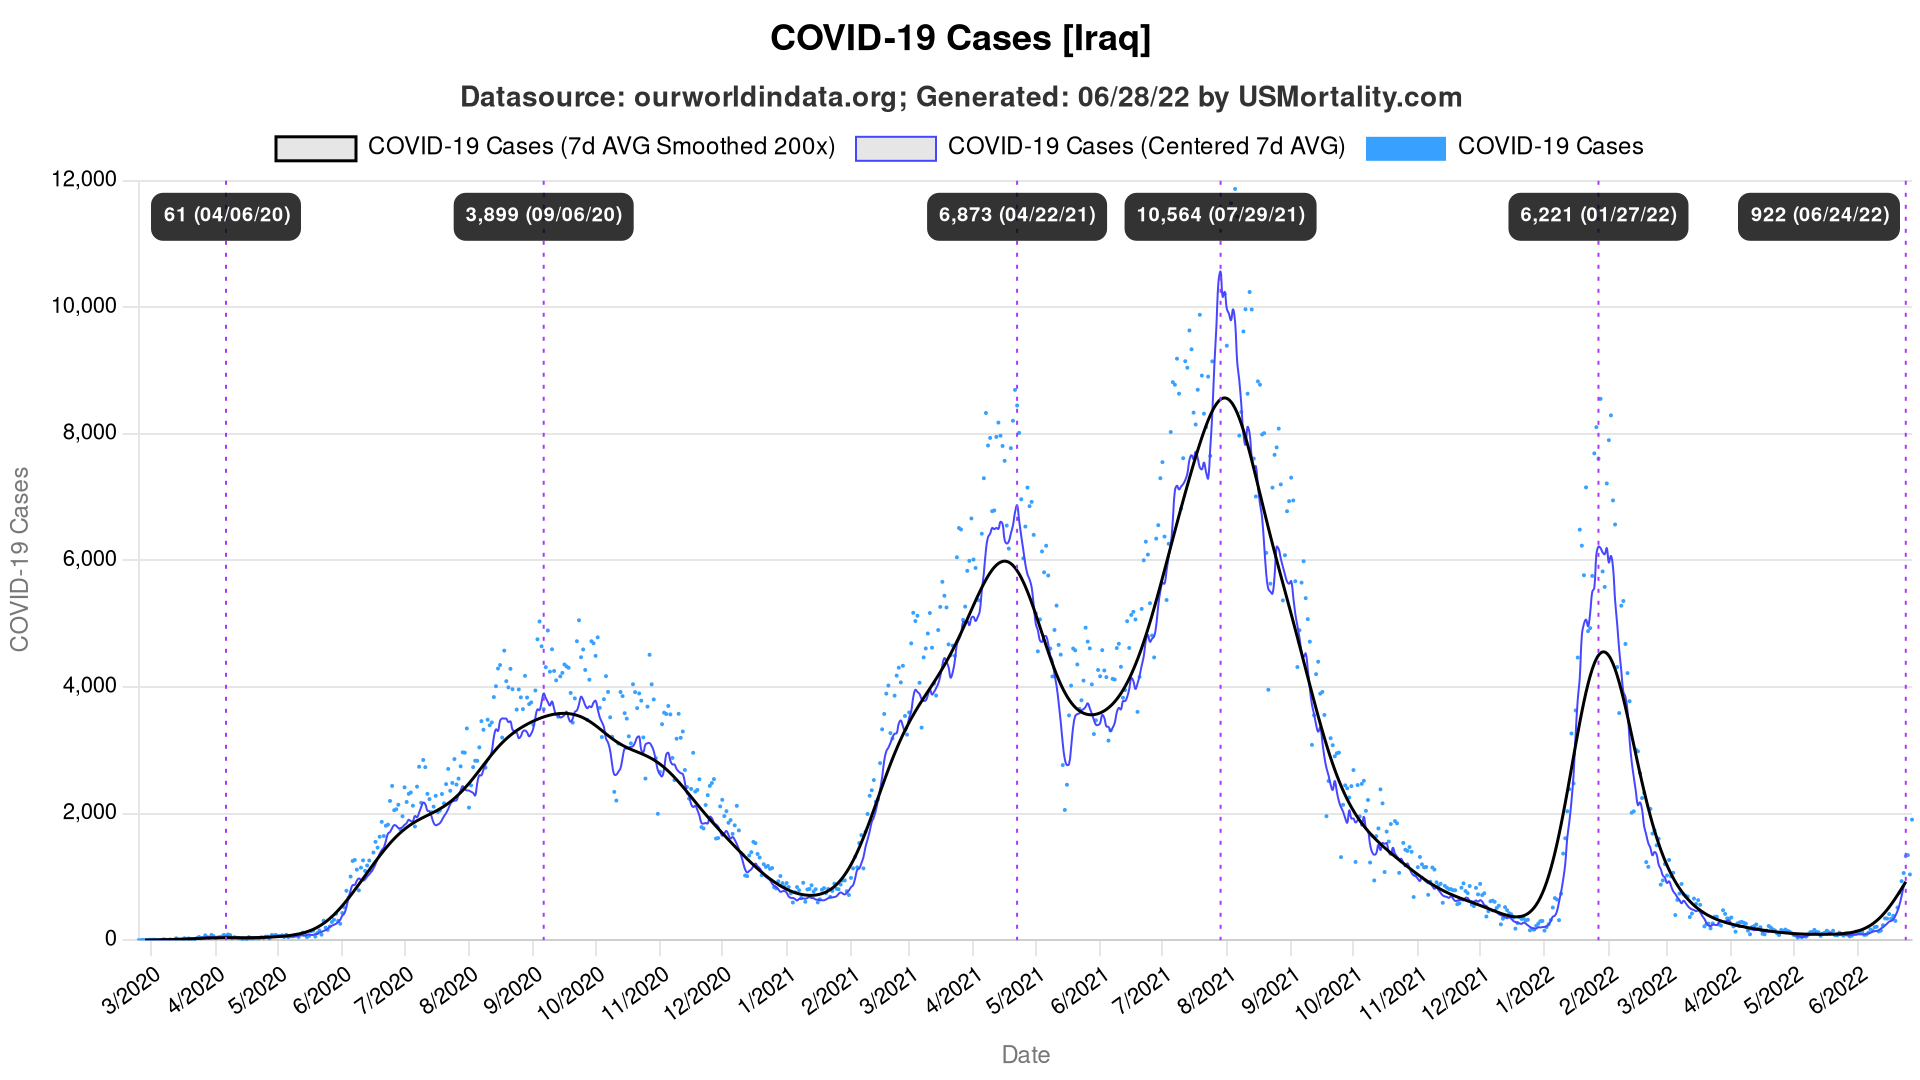 COVID-19 Cases [Iraq]
Datasource: ourworldindata.org; Generated: 06/28/22 by USMortality.com
COVID-19 Cases (7d AVG Smoothed 200x) COVID-19 Cases (Centered 7d AVG) COVID-19 Cases
12,000
61 (04/06/20) 3,899 (09/06/20) 6,873 (04/22/21) 10,564 (07/29/21) 6,221 (01/27/22) 922 (06/24/22)
10,000
8,000
6,000
4,000
2,000
0
COVID-19 Cases
3/2020 4/2020 5/2020 6/2020 7/2020 8/2020 9/2020 10/2020 11/2020 12/2020 1/2021 2/2021 3/2021 4/2021 5/2021 6/2021 7/2021 8/2021 9/2021 10/2021 11/2021 12/2021 1/2022 2/2022 3/2022 4/2022 5/2022 6/2022
Date